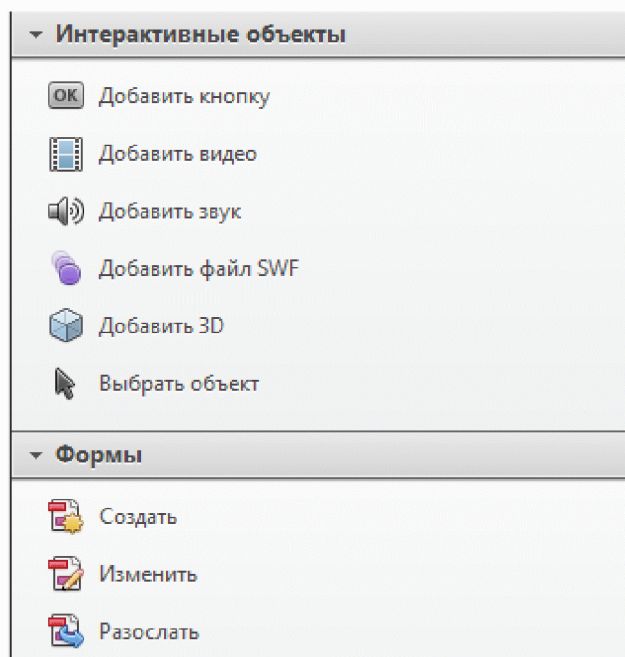 Интерактивные объекты
OK Добавить кнопку
Добавить видео
Добавить звук
Добавить файл SWF
Добавить 3D
Выбрать объект
Формы
Создать
Изменить
Разослать